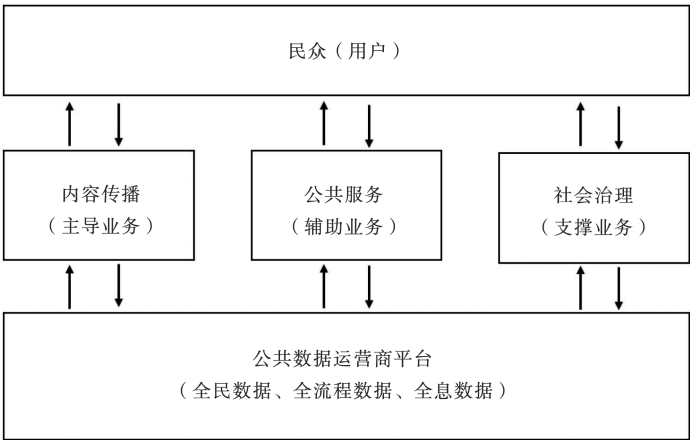 民众（用户）
内容传播
（主导业务）
公共服务
（辅助业务）
社会治理
（支撑业务）
公共数据运营商平台
（全民数据、全流程数据、全息数据）